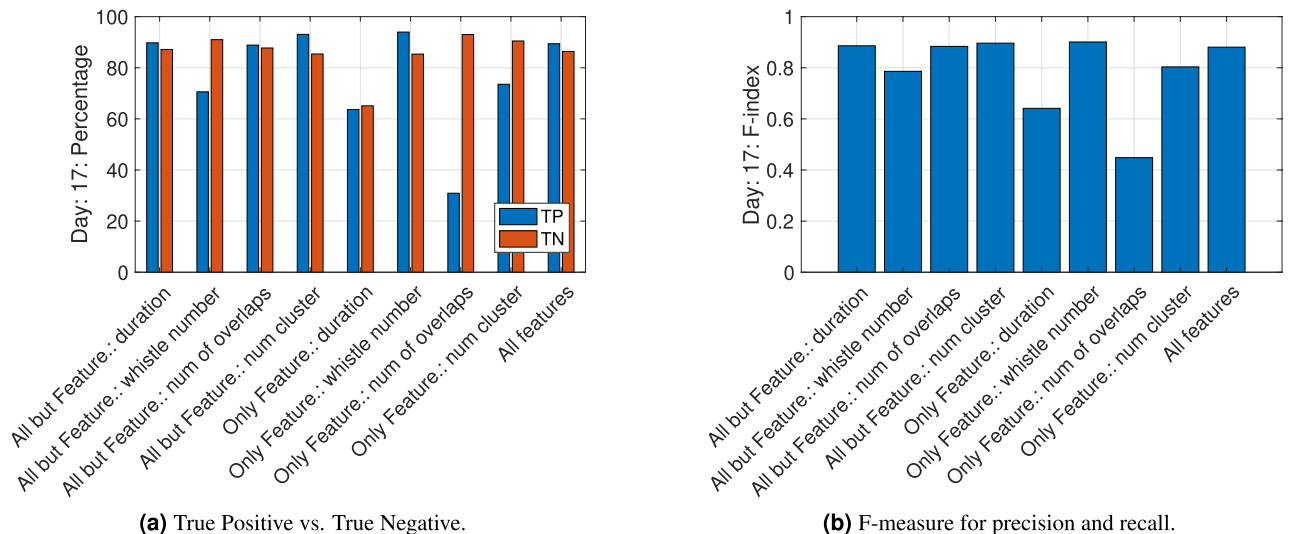 Day: 17: Percentage
100
80
60
40
20
0
TP
TN
All but Feature.: duration
All but Feature.: whistle number
All but Feature.: num of overlaps
All but Feature.: num cluster
Only Feature.: duration
Only Feature.: whistle number
Only Feature.: num of overlaps
Only Feature.: num cluster
All features
(a) True Positive vs. True Negative.
Day: 17: F-index
1
0.8
0.6
0.4
0.2
0
All but Feature.: duration
All but Feature.: whistle number
All but Feature.: num of overlaps
All but Feature.: num cluster
Only Feature.: duration
Only Feature.: whistle number
Only Feature.: num of overlaps
Only Feature.: num cluster
All features
(b) F-measure for precision and recall.